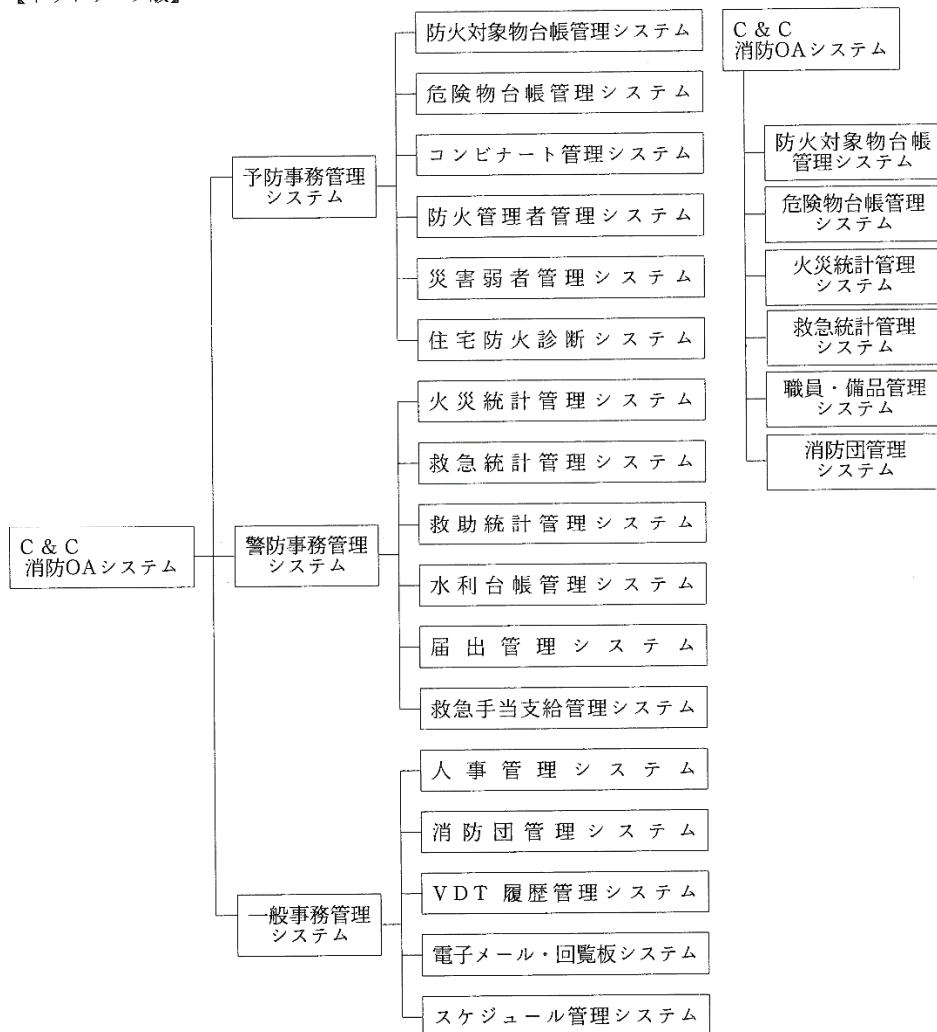 C & C
消防OAシステム
予防事務管理
システム
防火対象物台帳管理システム
危険物台帳管理システム
コンビナート管理システム
防火管理者管理システム
災害弱者管理システム
住宅防火診断システム
警防事務管理
システム
火災統計管理システム
救急統計管理システム
救助統計管理システム
水利台帳管理システム
届出管理システム
救急手当支給管理システム
一般事務管理
システム
人事管理システム
消防団管理システム
VDT 履歴管理システム
電子メール・回覧板システム
スケジュール管理システム
C & C
消防OAシステム
防火対象物台帳
管理システム
危険物台帳管理
システム
火災統計管理
システム
救急統計管理
システム
職員・備品管理
システム
消防団管理
システム